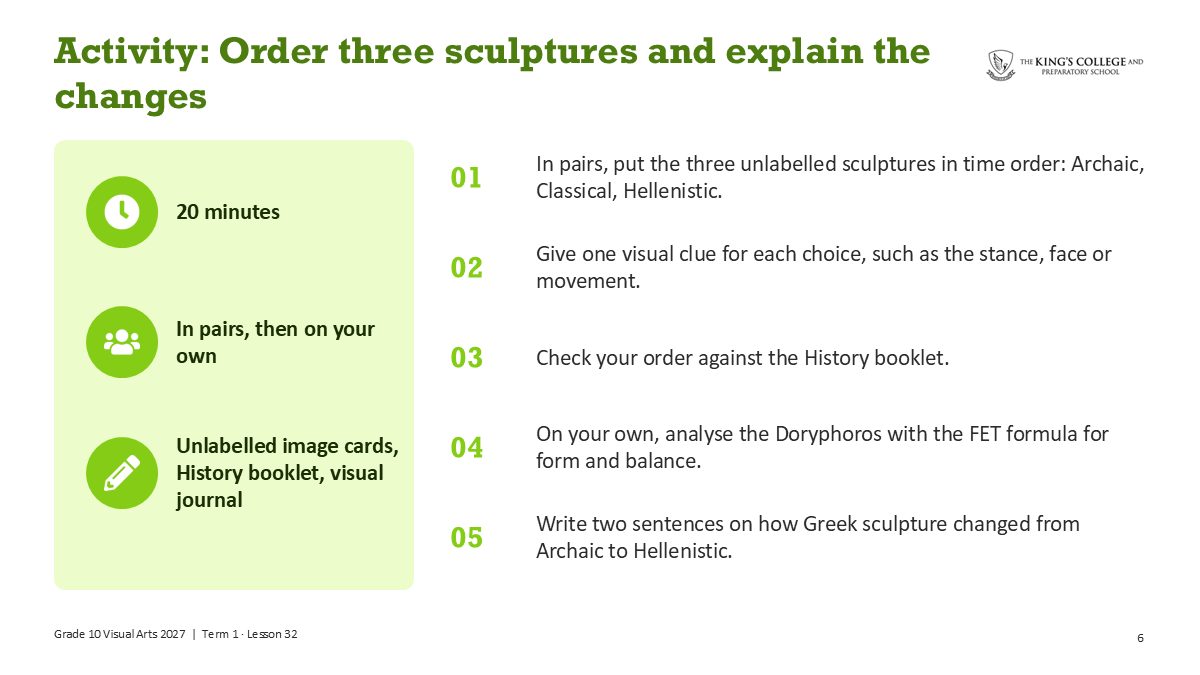 Activity: Order three sculptures and explain the
changes
THE KING'S COLLEGE AND
PREPARATORY SCHOOL
20 minutes
In pairs, then on your
own
Unlabelled image cards,
History booklet, visual
journal
01
In pairs, put the three unlabelled sculptures in time order: Archaic,
Classical, Hellenistic.
02
Give one visual clue for each choice, such as the stance, face or
movement.
03
Check your order against the History booklet.
04
On your own, analyse the Doryphoros with the FET formula for
form and balance.
05
Write two sentences on how Greek sculpture changed from
Archaic to Hellenistic.
Grade 10 Visual Arts 2027 | Term 1 · Lesson 32
6